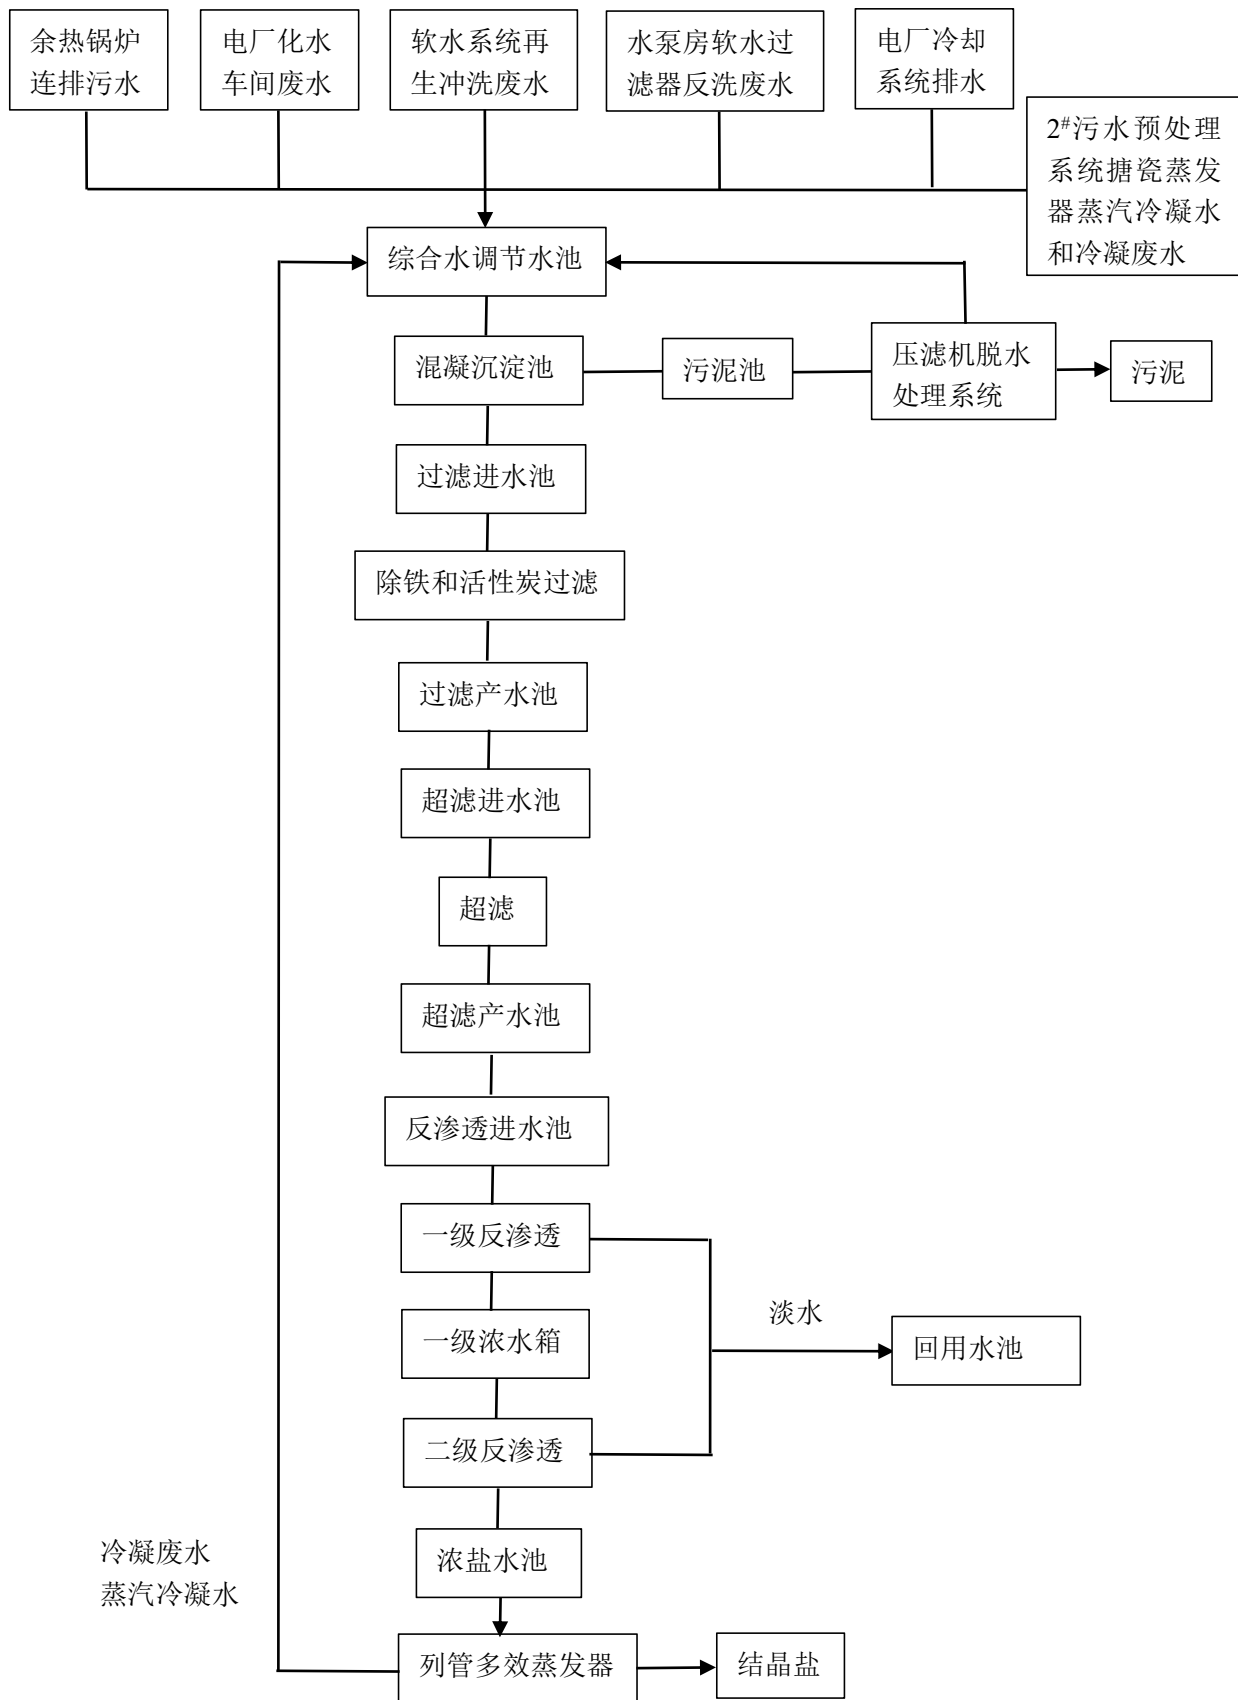 余热锅炉
连排污水
电厂化水
车间废水
软水系统再
生冲洗废水
水泵房软水过
滤器反洗废水
电厂冷却
系统排水
2#污水预处理
系统搪瓷蒸发
器蒸汽冷凝水
和冷凝废水
综合水调节水池
混凝沉淀池
污泥池
压滤机脱水
处理系统
污泥
过滤进水池
除铁和活性炭过滤
过滤产水池
超滤进水池
超滤
超滤产水池
反渗透进水池
一级反渗透
淡水
一级浓水箱
回用水池
二级反渗透
冷凝废水
蒸汽冷凝水
浓盐水池
列管多效蒸发器
结晶盐